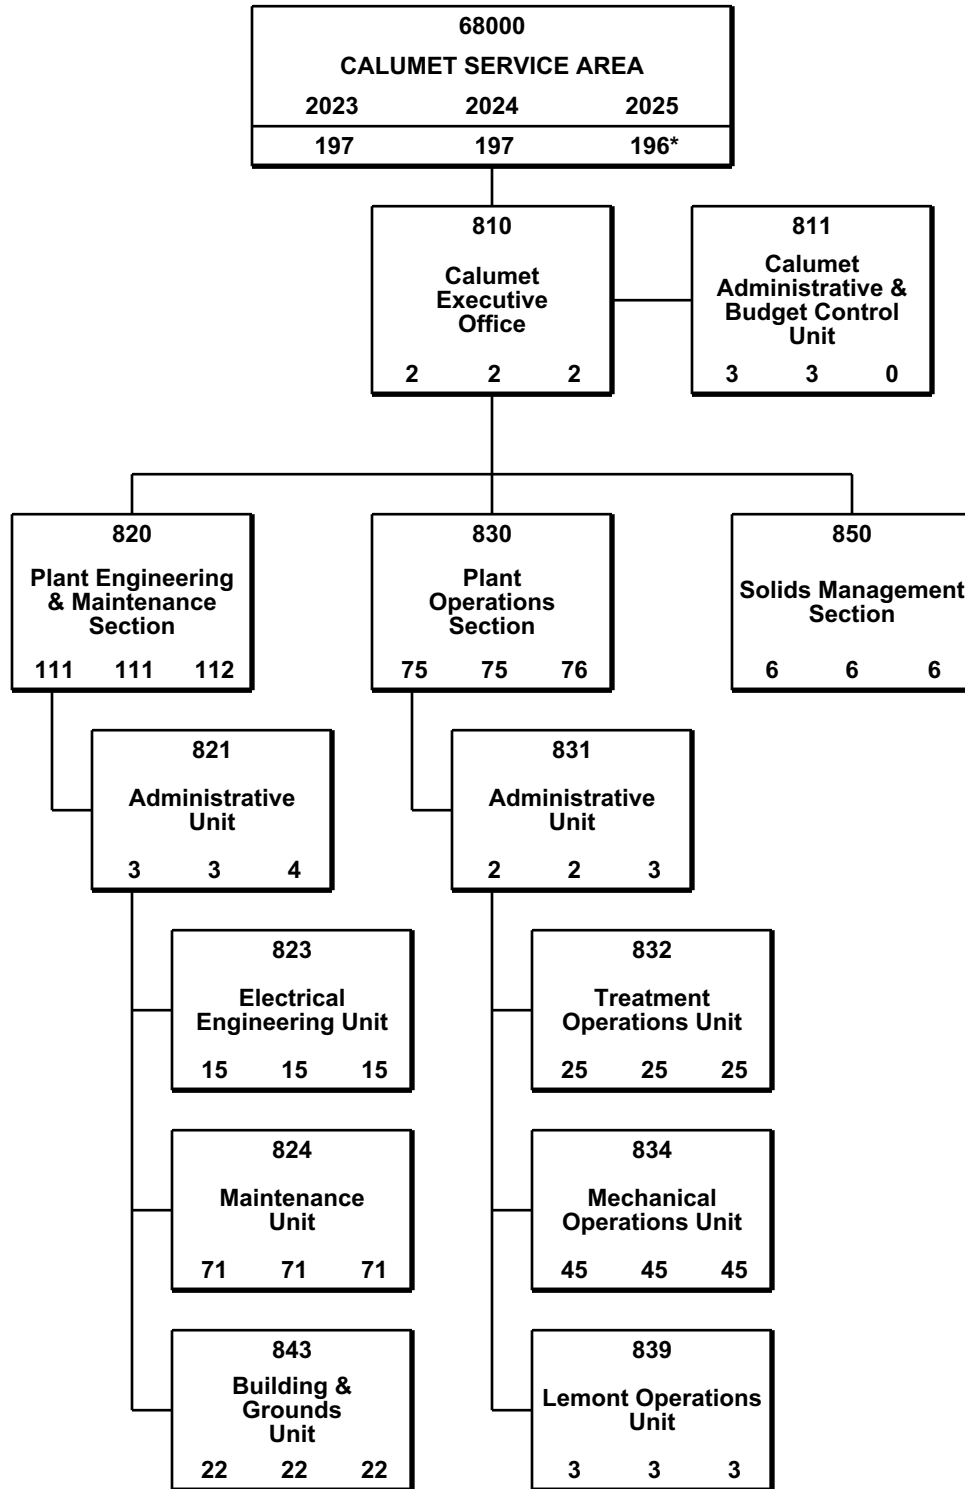 68000
CALUMET SERVICE AREA
2023 2024 2025
197 197 196*
810
Calumet
Executive
Office
2 2 2
811
Calumet
Administrative &
Budget Control
Unit
3 3 0
820
Plant Engineering
& Maintenance
Section
111 111 112
830
Plant
Operations
Section
75 75 76
850
Solids Management
Section
6 6 6
821
Administrative
Unit
3 3 4
831
Administrative
Unit
2 2 3
823
Electrical
Engineering Unit
15 15 15
832
Treatment
Operations Unit
25 25 25
824
Maintenance
Unit
71 71 71
834
Mechanical
Operations Unit
45 45 45
843
Building &
Grounds
Unit
22 22 22
839
Lemont Operations
Unit
3 3 3